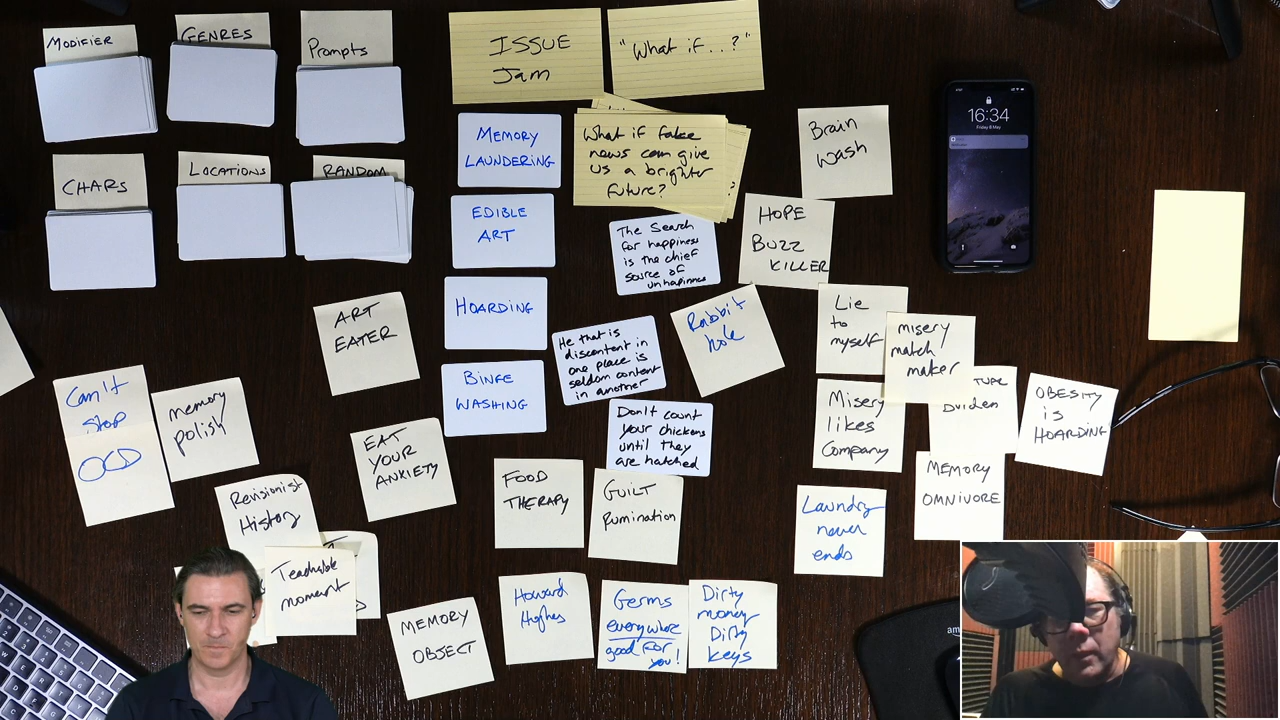 MODIFIER
GENRES
Prompts
CHARS
LOCATIONS
RANDOM
ISSUE
Jam
"What if...?"
MEMORY
LAUNDERING
EDIBLE
ART
HOARDING
BINGE
WASHING
What if fake
news can give
us a brighter
future?
?
The Search
for happiness
is the chief
source of
unhappiness
He that is
discontent in
one place is
seldom content
in another
Don't count
your chickens
until they
are hatched
Brain
Wash
HOPE
BUZZ
KILLER
Rabbit
hole
16:34
Friday 8 May
Lie
to
myself
misery
match
maker
Misery
likes
Company
OBESITY
IS
HOARDING
MEMORY
OMNIVORE
Laundry
never
ends
ART
EATER
Can't
stop
OCD
Memory
polish
EAT
YOUR
ANXIETY
Revisionist
History
Teachable
moment
FOOD
THERAPY
GUILT
Rumination
MEMORY
OBJECT
Howard
Hughes
Germs
everywhere
good for
you!
Dirty
money
Dirty
keys